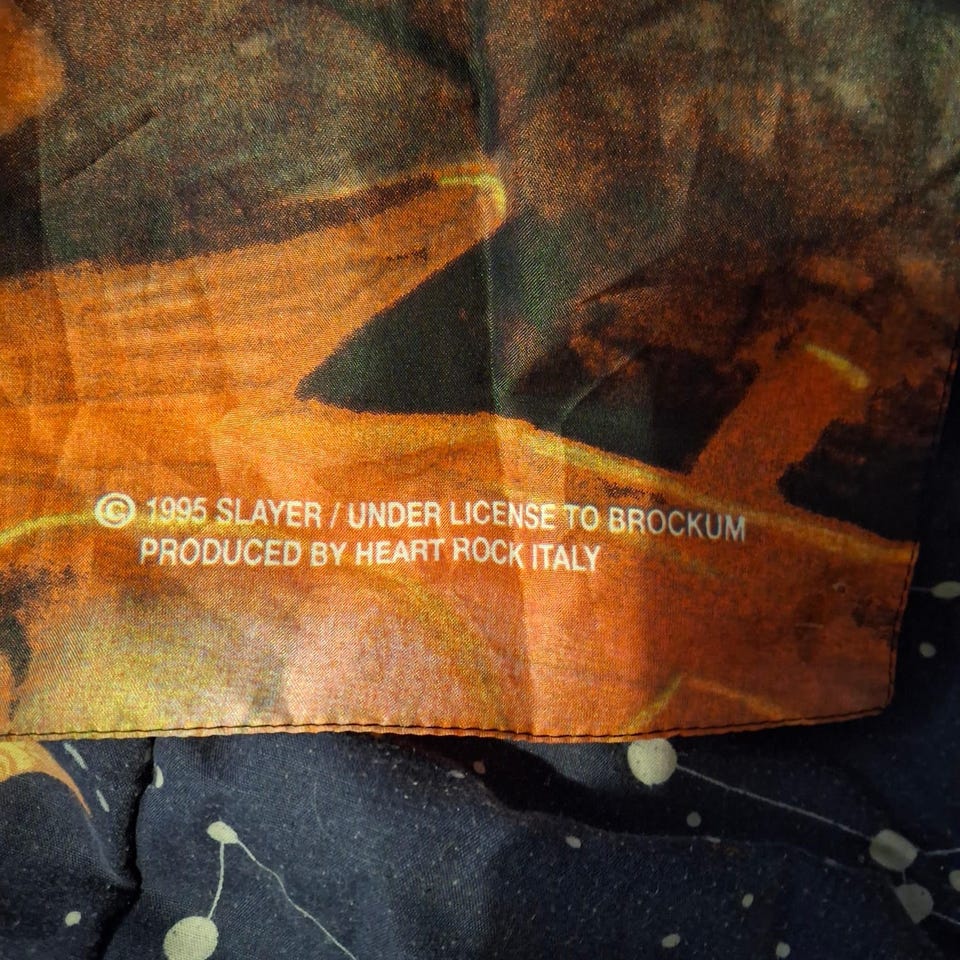 © 1995 SLAYER / UNDER LICENSE TO BROCKUM
PRODUCED BY HEART ROCK ITALY